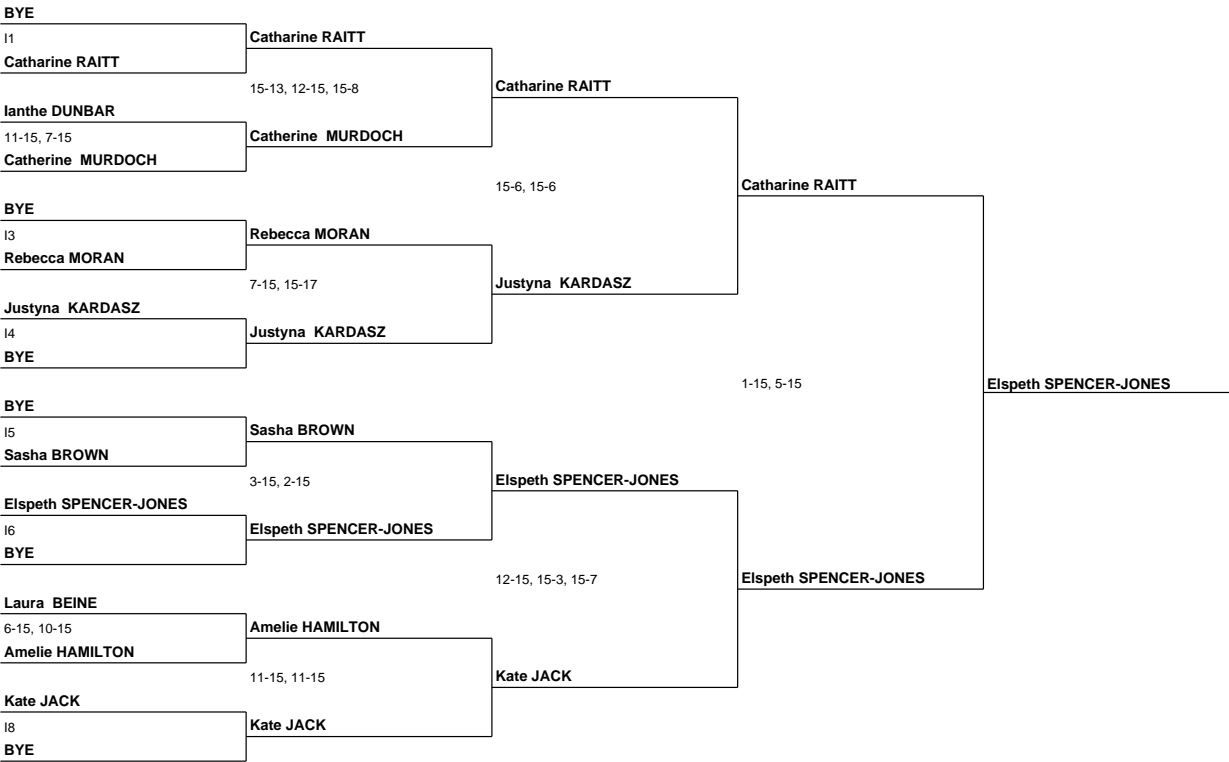 BYE
I1
Catharine RAITT
Catharine RAITT
15-13, 12-15, 15-8
Catharine RAITT
Ianthe DUNBAR
11-15, 7-15
Catherine  MURDOCH
Catherine  MURDOCH
15-6, 15-6
Catharine RAITT
BYE
I3
Rebecca MORAN
Rebecca MORAN
7-15, 15-17
Justyna  KARDASZ
Justyna  KARDASZ
I4
BYE
Justyna  KARDASZ
1-15, 5-15
Elspeth SPENCER-JONES
BYE
I5
Sasha BROWN
Sasha BROWN
3-15, 2-15
Elspeth SPENCER-JONES
Elspeth SPENCER-JONES
I6
BYE
Elspeth SPENCER-JONES
12-15, 15-3, 15-7
Elspeth SPENCER-JONES
Laura  BEINE
6-15, 10-15
Amelie HAMILTON
Amelie HAMILTON
11-15, 11-15
Kate JACK
Kate JACK
I8
BYE
Kate JACK